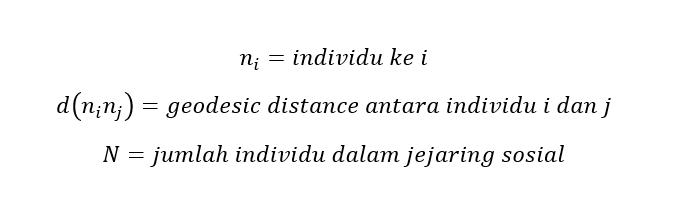 nᵢ = individu ke i
d(nᵢnⱼ) = geodesic distance antara individu i dan j
N = jumlah individu dalam jejaring sosial